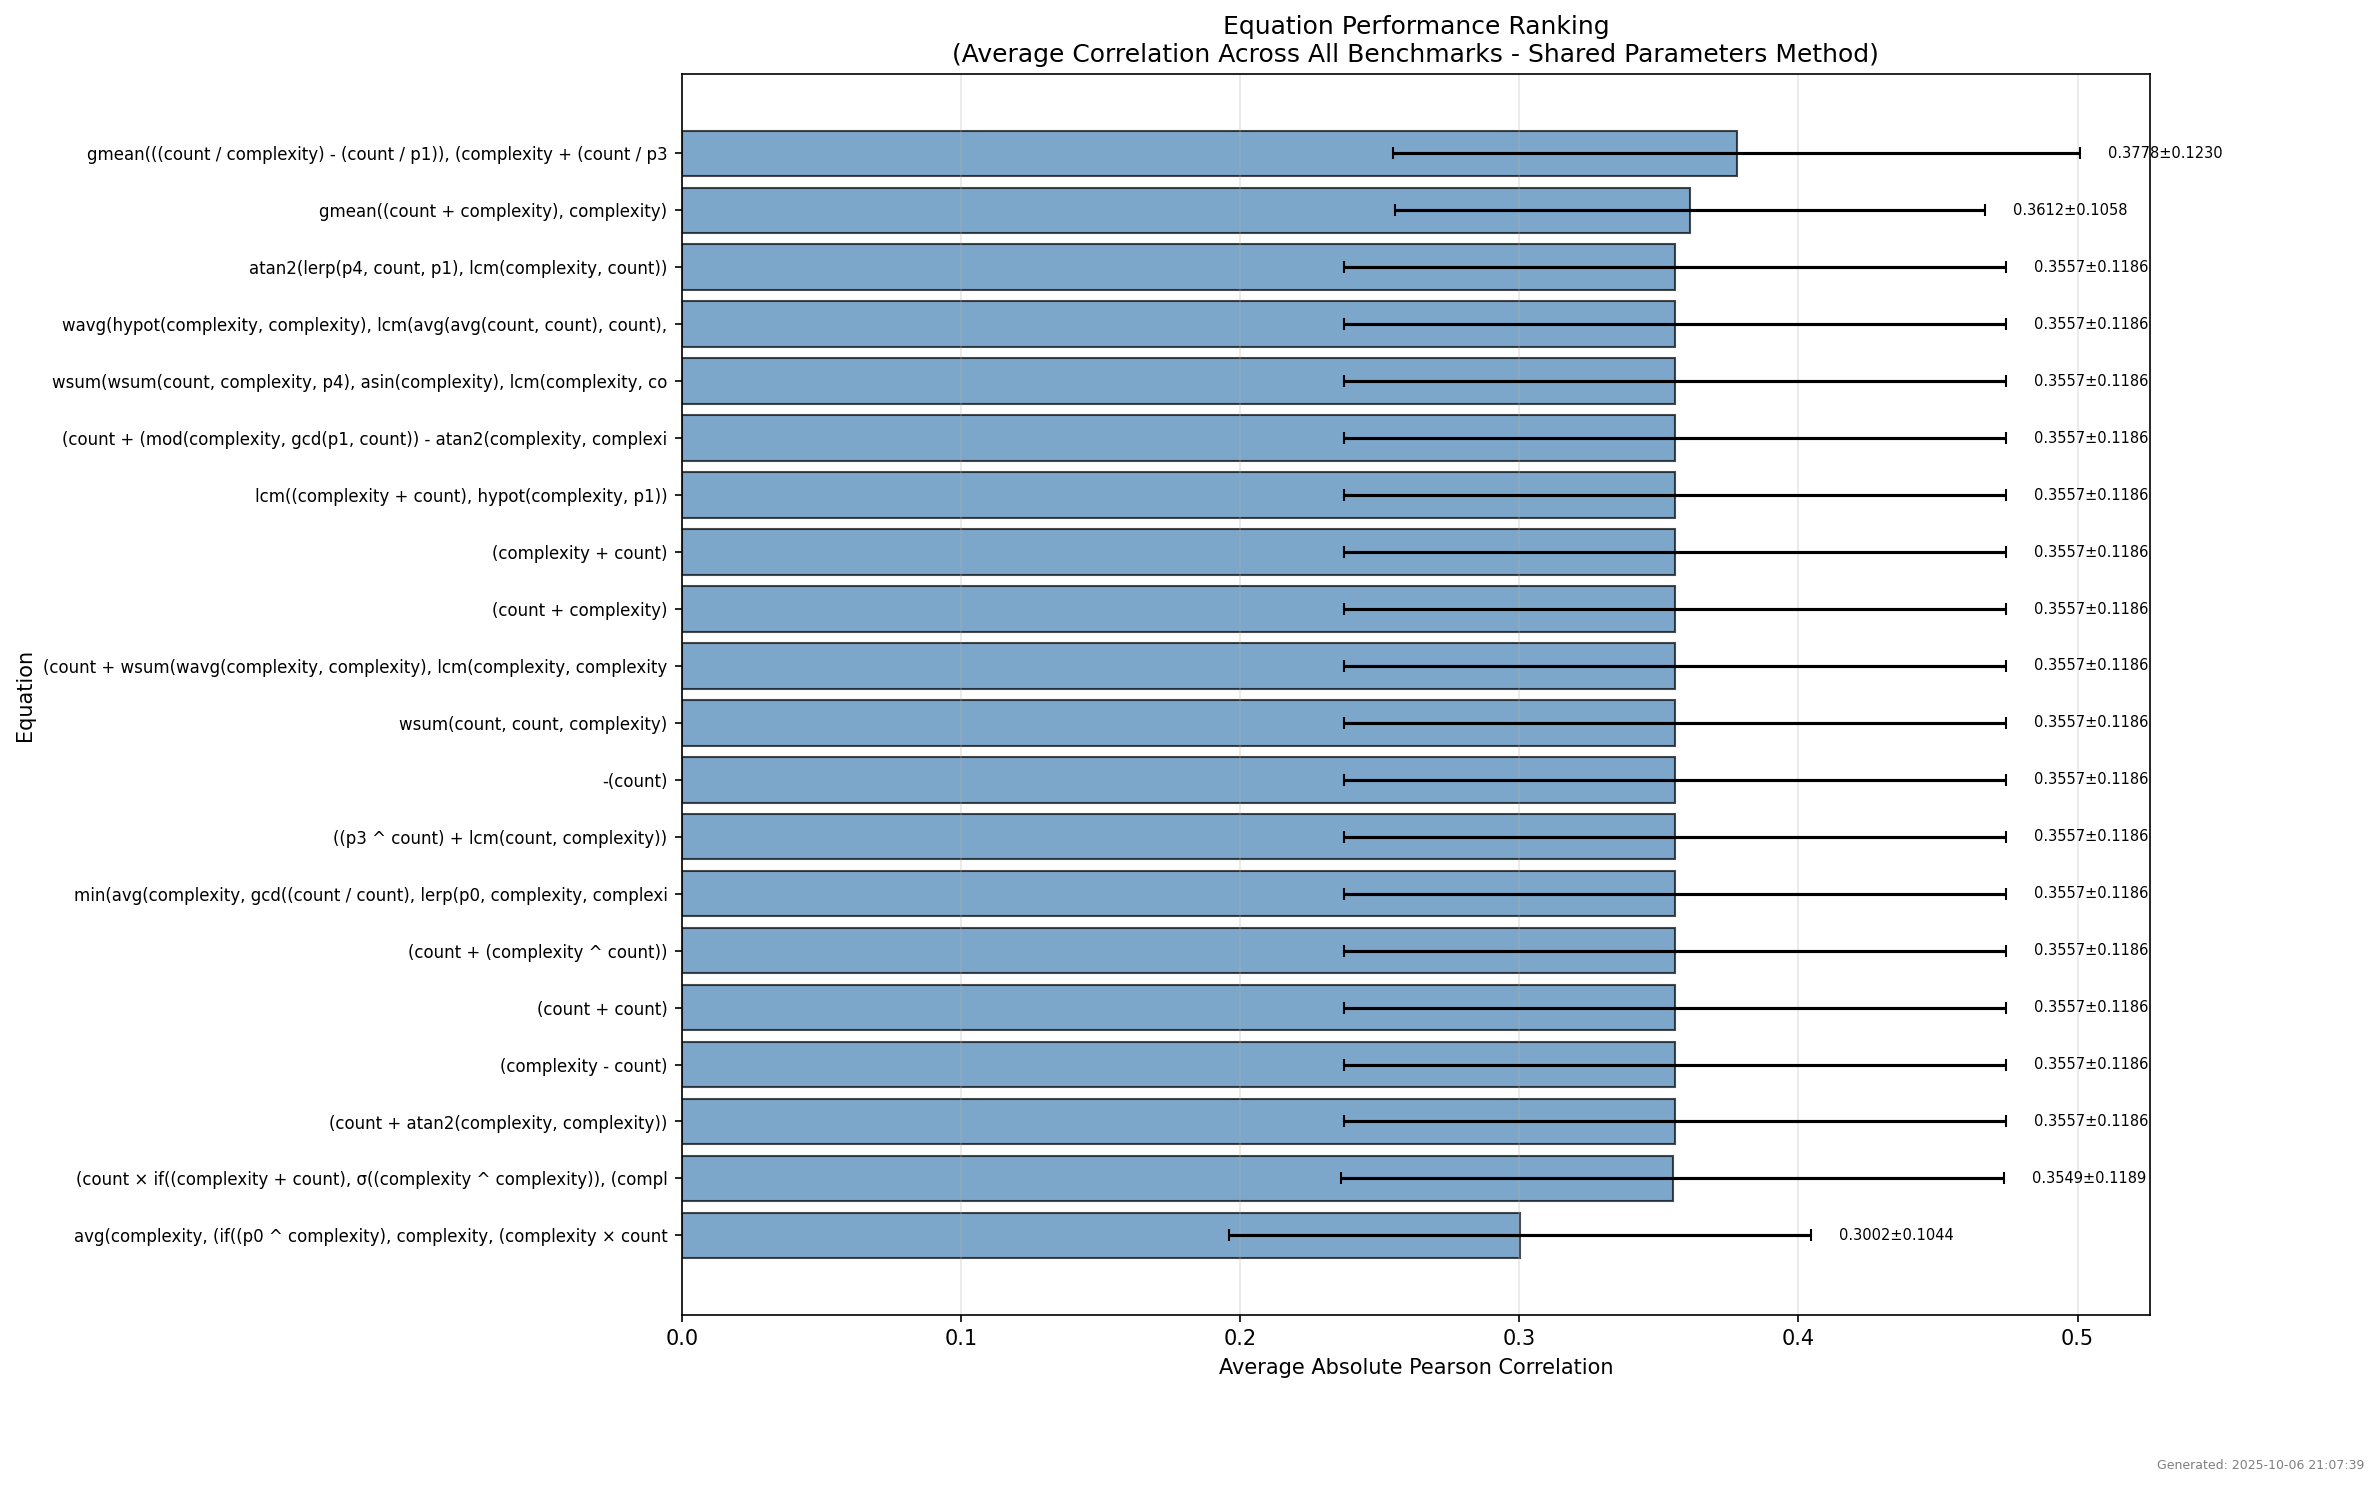 Equation Performance Ranking
(Average Correlation Across All Benchmarks - Shared Parameters Method)
gmean(((count / complexity) - (count / p1)), (complexity + (count / p3
0.3778±0.1230
gmean((count + complexity), complexity)
0.3612±0.1058
atan2(lerp(p4, count, p1), lcm(complexity, count))
0.3557±0.1186
wavg(hypot(complexity, complexity), lcm(avg(avg(count, count), count),
0.3557±0.1186
wsum(wsum(count, complexity, p4), asin(complexity), lcm(complexity, co
0.3557±0.1186
(count + (mod(complexity, gcd(p1, count)) - atan2(complexity, complexi
0.3557±0.1186
lcm((complexity + count), hypot(complexity, p1))
0.3557±0.1186
(complexity + count)
0.3557±0.1186
(count + complexity)
0.3557±0.1186
(count + wsum(wavg(complexity, complexity), lcm(complexity, complexity
0.3557±0.1186
wsum(count, count, complexity)
0.3557±0.1186
-(count)
0.3557±0.1186
((p3 ^ count) + lcm(count, complexity))
0.3557±0.1186
min(avg(complexity, gcd((count / count), lerp(p0, complexity, complexi
0.3557±0.1186
(count + (complexity ^ count))
0.3557±0.1186
(count + count)
0.3557±0.1186
(complexity - count)
0.3557±0.1186
(count + atan2(complexity, complexity))
0.3557±0.1186
(count × if((complexity + count), σ((complexity ^ complexity)), (compl
0.3549±0.1189
avg(complexity, (if((p0 ^ complexity), complexity, (complexity × count
0.3002±0.1044
Equation
0.0 0.1 0.2 0.3 0.4 0.5
Average Absolute Pearson Correlation
Generated: 2025-10-06 21:07:39